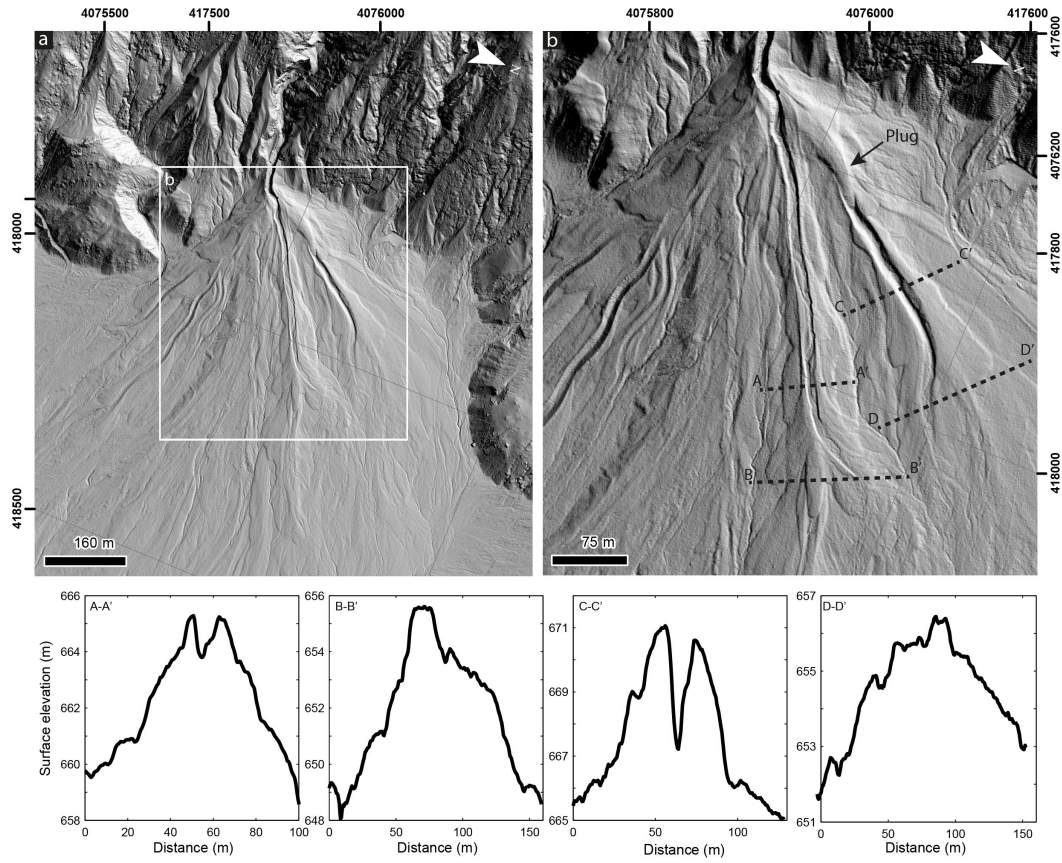 4075500
417500
4076000
4075800
4076000
417600
a
b
N
N
Plug
b
4076200
418000
C'
417800
C
D'
A
A'
D
B
B'
418000
418500
160 m
75 m
666
664
662
660
658
A-A'
0
20
40
60
80
100
Surface elevation (m)
Distance (m)
656
654
652
650
648
B-B'
0
50
100
150
Distance (m)
671
669
667
665
C-C'
0
50
100
Distance (m)
657
655
653
651
D-D'
0
50
100
150
Distance (m)
417600